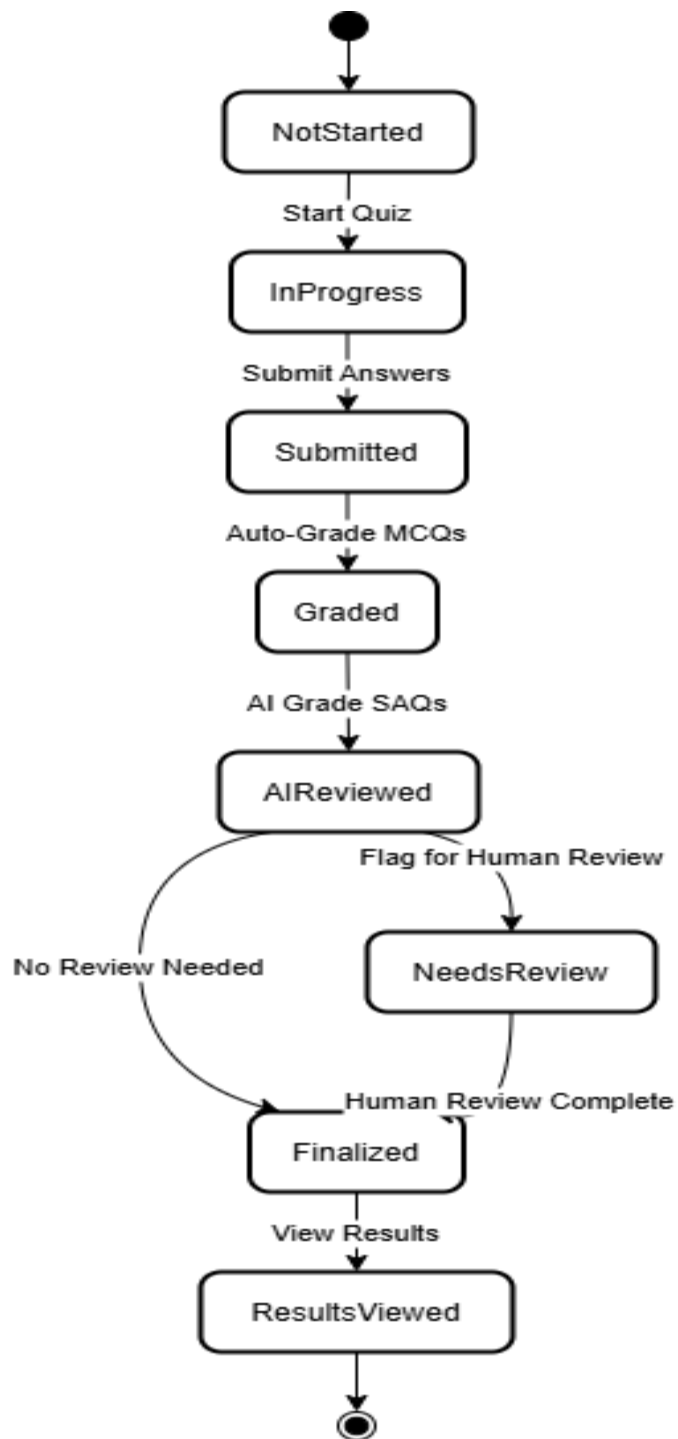 NotStarted
Start Quiz
InProgress
Submit Answers
Submitted
Auto-Grade MCQs
Graded
AI Grade SAQs
AIReviewed
Flag for Human Review
No Review Needed
NeedsReview
Human Review Complete
Finalized
View Results
ResultsViewed